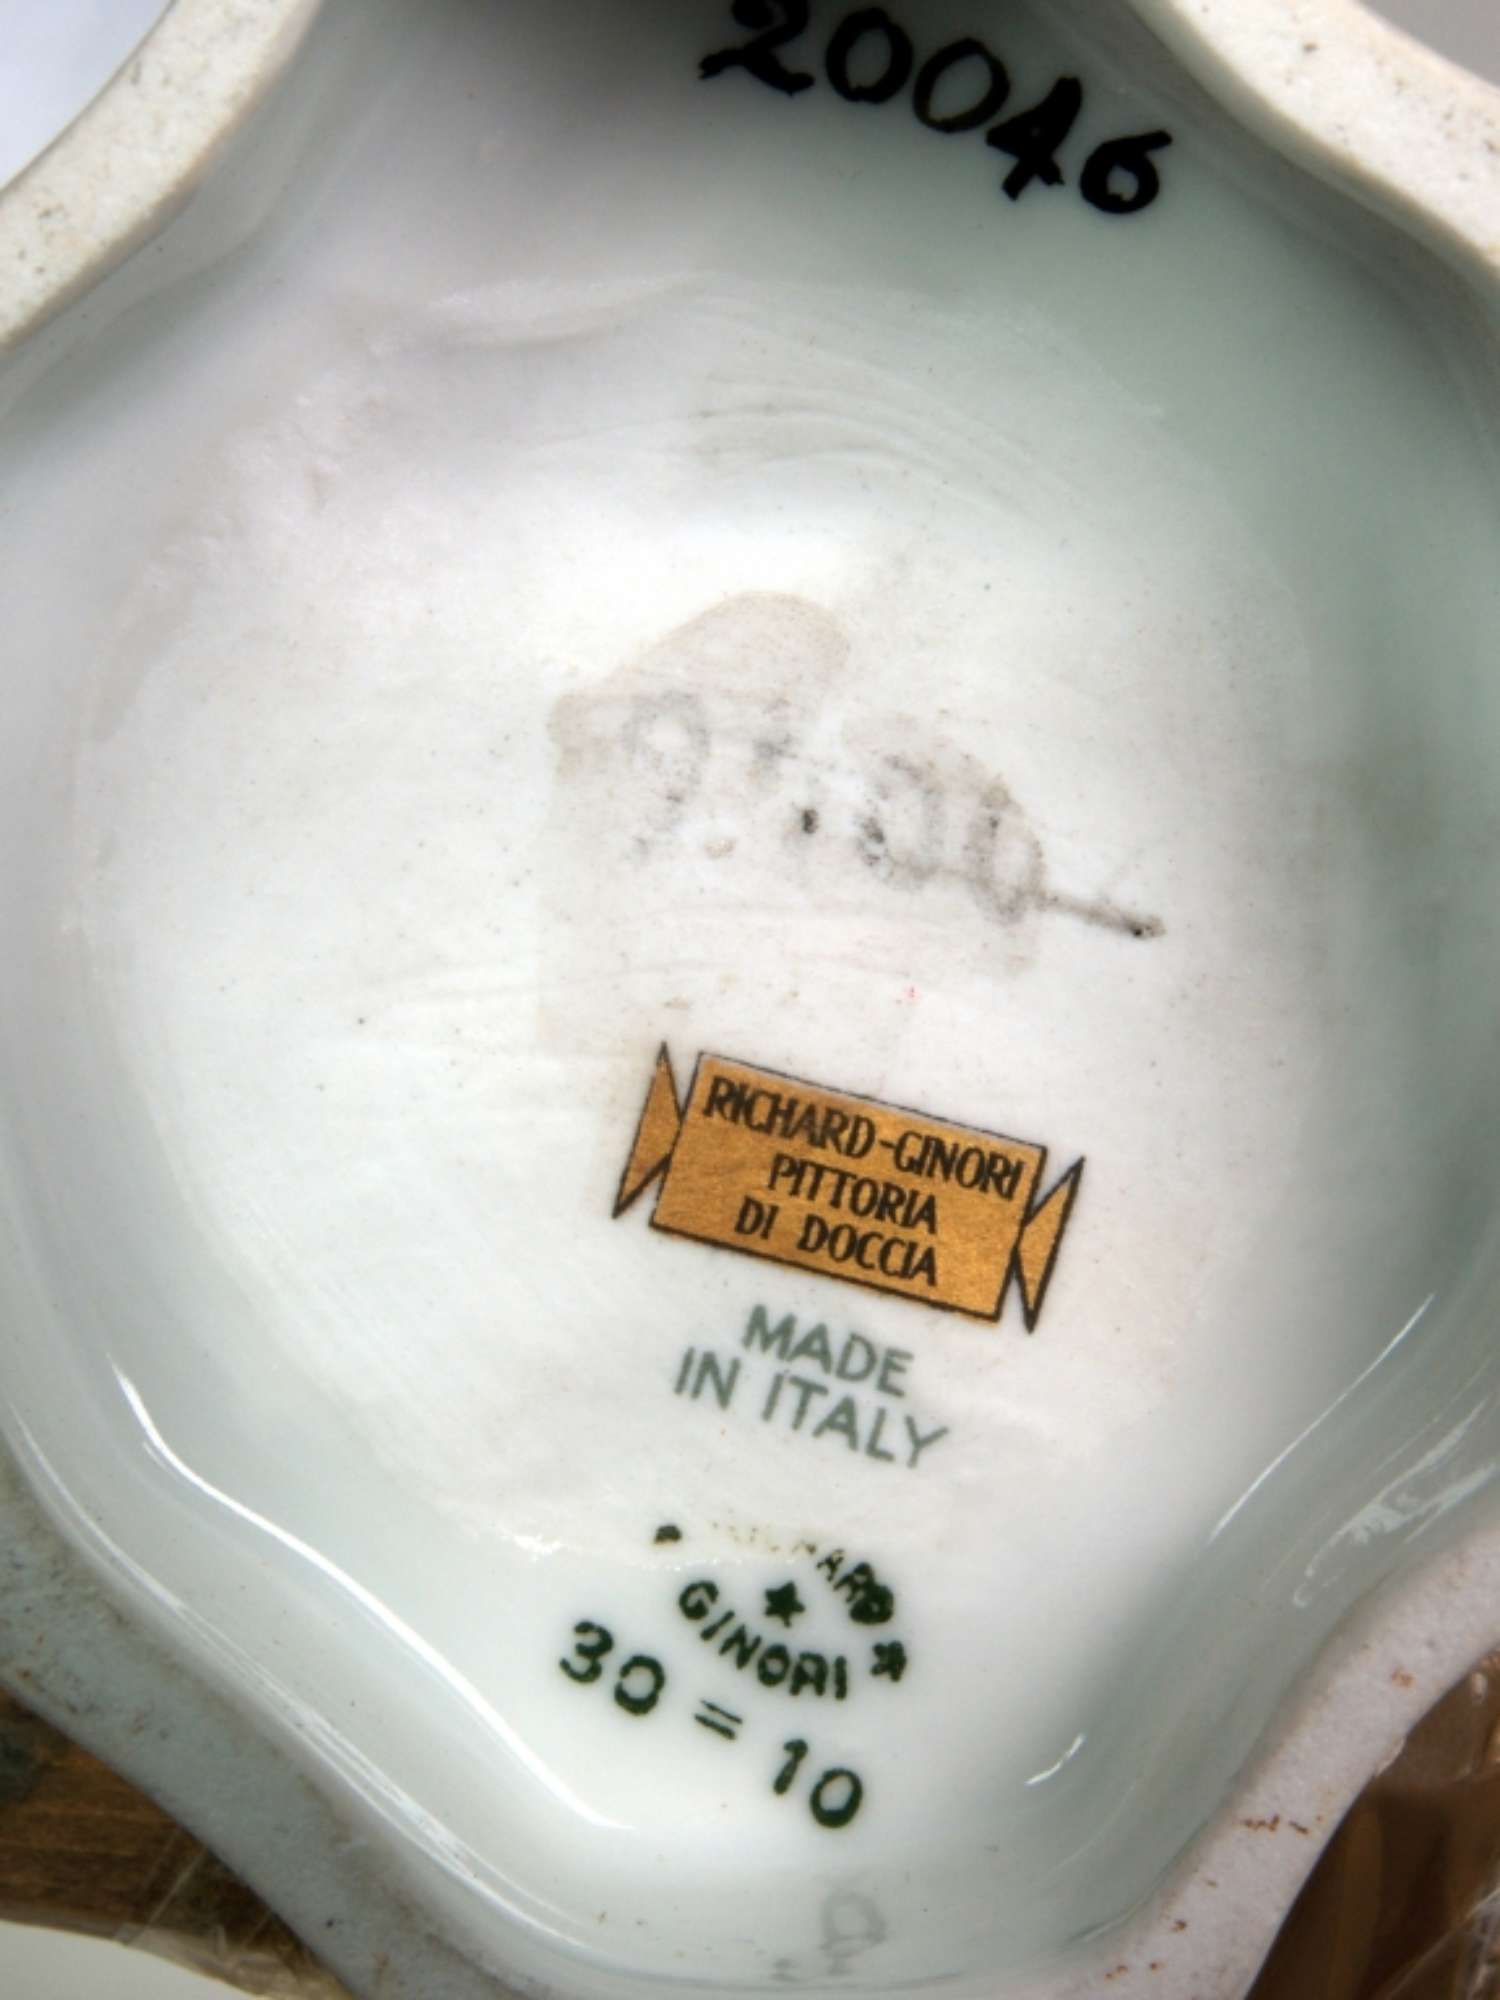 20046
RICHARD-GINORI
PITTORIA
DI DOCCIA
MADE
IN ITALY
GINORI
30 = 10